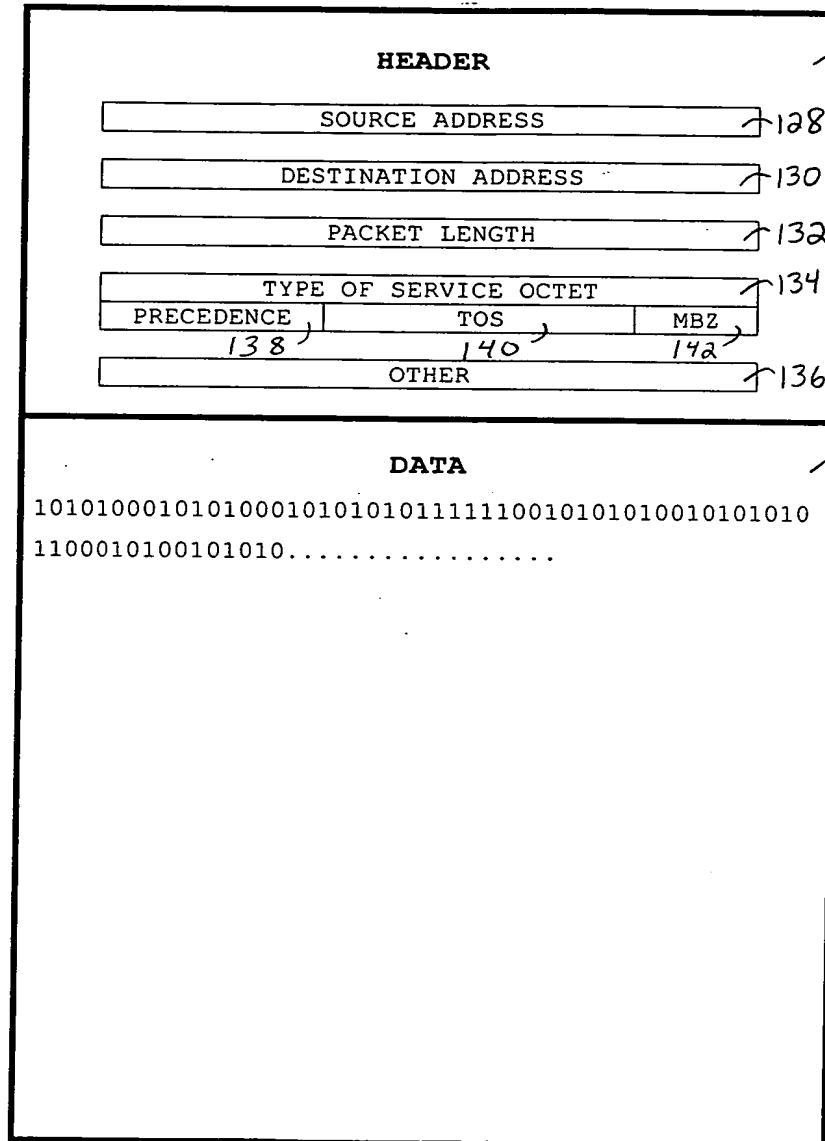 HEADER
SOURCE ADDRESS 128
DESTINATION ADDRESS 130
PACKET LENGTH 132
TYPE OF SERVICE OCTET 134
PRECEDENCE TOS MBZ
138 140 142
OTHER 136
DATA
1010100010101000101010101111110010101010010101010
1100010100101010.................